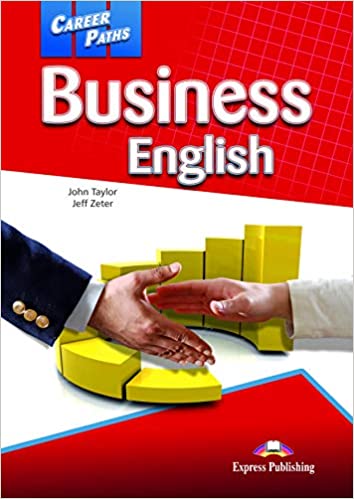 CAREER
PATHS
Business
English
John Taylor
Jeff Zeter
Express Publishing